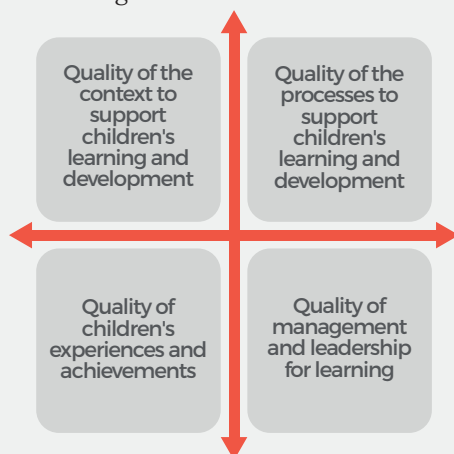 Quality of the
context to
support
children's
learning and
development
Quality of the
processes to
support
children's
learning and
development
Quality of
children's
experiences and
achievements
Quality of
management
and leadership
for learning